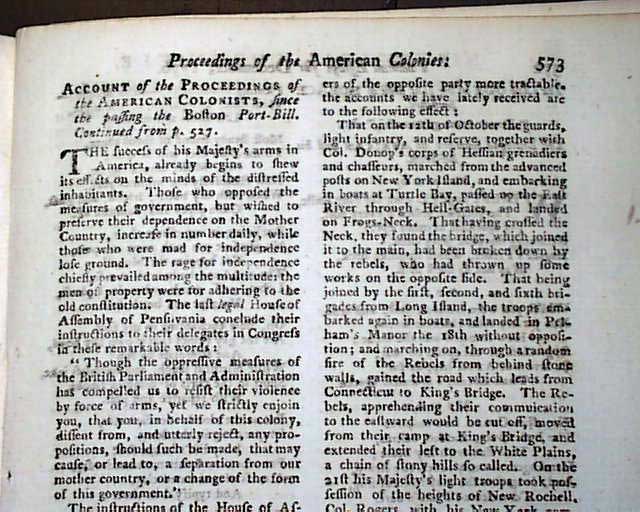 Proceedings of the American Colonies: 573
ACCOUNT of the PROCEEDINGS of
the AMERICAN COLONISTS, since
the passing the Boston Port-Bill.
Continued from p. 527.
THE success of his Majesty's arms in
America, already begins to shew
its effects on the minds of the distressed
inhabitants. Those who opposed the
measures of government, but wished to
preserve their dependence on the Mother
Country, increase in number daily, while
those who were mad for independence
lose ground. The rage for independence
chiefly prevailed among the multitude: the
men of property were for adhering to the
old constitution. The last legal House of
Assembly of Pensilvania conclude their
instructions to their delegates in Congress
in these remarkable words:
"Though the oppressive measures of
the British Parliament and Administration
has compelled us to resist their violence
by force of arms, yet we strictly enjoin
you, that you, in behalf of this colony,
dissent from, and utterly reject, any pro-
positions, should such be made, that may
cause, or lead to, a separation from our
mother country, or a change of the form
of this government."
The instructions of the House of As-
ers of the opposite party more tractable.
the accounts we have lately received are
to the following effect:
That on the 12th of October the guards,
light infantry, and reserve, together with
Col. Donop's corps of Hessian grenadiers
and chasseurs, marched from the advanced
posts on New York Island, and embarking
in boats at Turtle Bay, passed up the East
River through Hell-Gates, and landed
on Frogs-Neck. That having crossed the
Neck, they found the bridge, which joined
it to the main, had been broken down by
the rebels, who had thrown up some
works on the opposite side. That being
joined by the first, second, and sixth bri-
gades from Long Island, the troops em-
barked again in boats, and landed in Pel-
ham's Manor the 18th without opposi-
tion; and marching on, through a random
fire of the Rebels from behind stone
walls, gained the road which leads from
Connecticut to King's Bridge. The Re-
bels, apprehending their communication
to the eastward would be cut off, moved
from their camp at King's Bridge, and
extended their left to the White Plains,
a chain of stony hills so called. On the
21st his Majesty's light troops took pos-
session of the heights of New Rochell.
Col. Rogers, with his New York com-